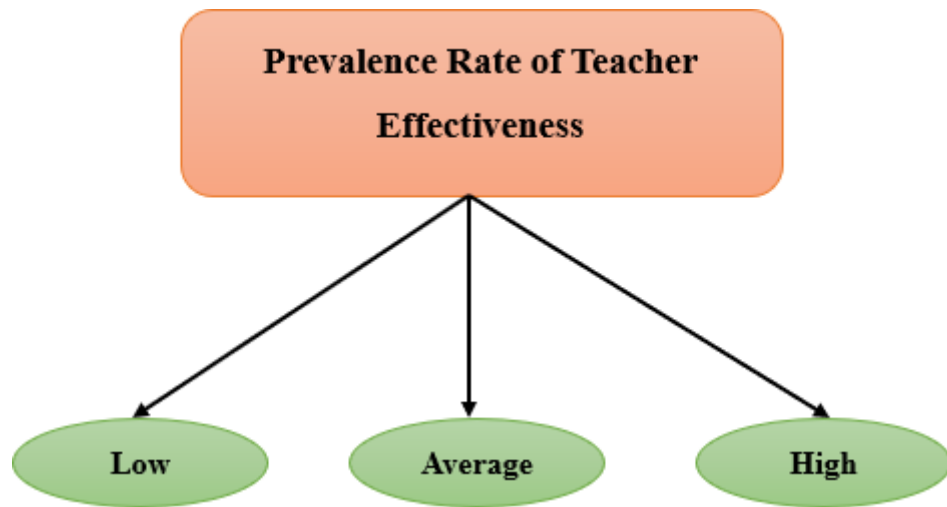 Prevalence Rate of Teacher
Effectiveness
Low
Average
High